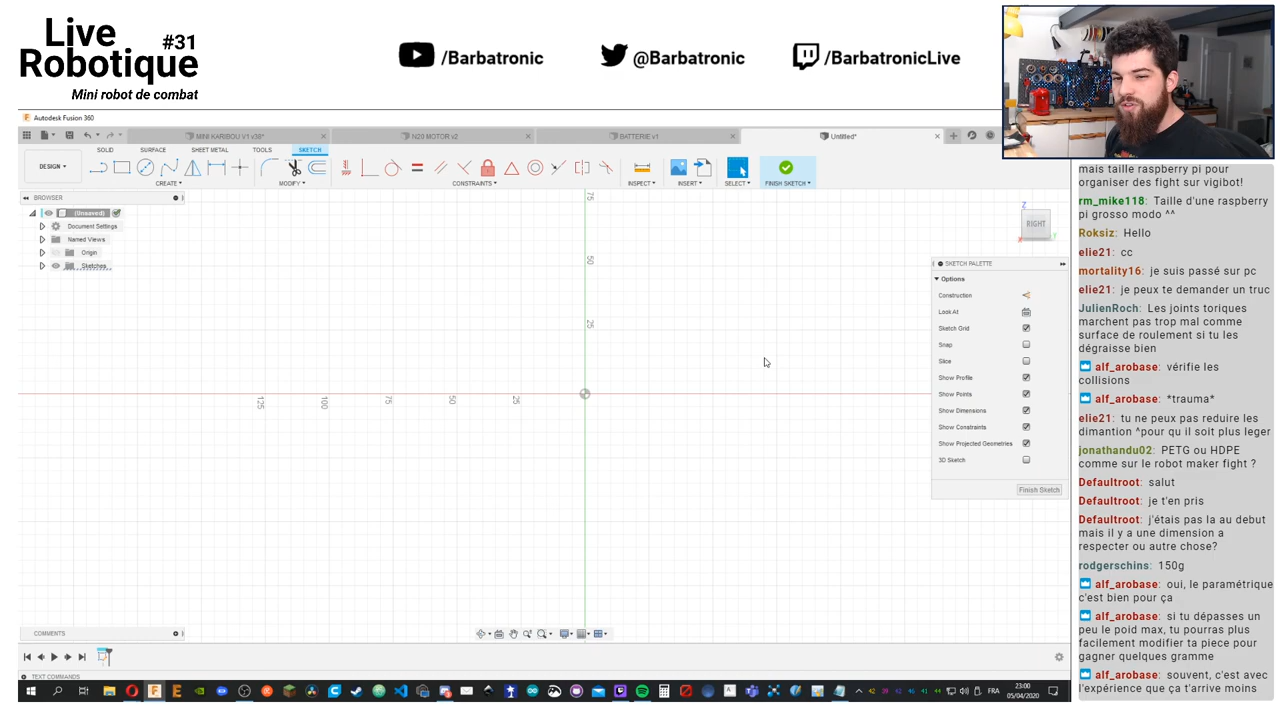 Live
Robotique #31
Mini robot de combat
/Barbatronic
@Barbatronic
/BarbatronicLive
Autodesk Fusion 360
MINI KARIBOU V1 v38*
N20 MOTOR v2
BATTERIE v1
Untitled*
SOLID
SURFACE
SHEET METAL
TOOLS
SKETCH
DESIGN
CREATE
MODIFY
CONSTRAINTS
INSPECT
INSERT
SELECT
FINISH SKETCH
BROWSER
(Unsaved)
Document Settings
Named Views
Origin
Sketches
75
50
25
125
100
75
50
25
Z
RIGHT
X
Y
SKETCH PALETTE
Options
Construction
Look At
Sketch Grid
Snap
Slice
Show Profile
Show Points
Show Dimensions
Show Constraints
Show Projected Geometries
3D Sketch
Finish Sketch
COMMENTS
TEXT COMMANDS
mais taille raspberry pi pour
organiser des fight sur vigibot!
rm_mike118: Taille d'une raspberry
pi grosso modo ^^
Roksiz: Hello
elie21: cc
mortality16: je suis passé sur pc
elie21: je peux te demander un truc
JulienRoch: Les joints toriques
marchent pas trop mal comme
surface de roulement si tu les
dégraisse bien
alf_arobase: vérifie les
collisions
alf_arobase: *trauma*
elie21: tu ne peux pas reduire les
dimantion ^pour qu il soit plus leger
jonathandu02: PETG ou HDPE
comme sur le robot maker fight ?
Defaultroot: salut
Defaultroot: je t'en pris
Defaultroot: j'étais pas la au debut
mais il y a une dimension a
respecter ou autre chose?
rodgerschins: 150g
alf_arobase: oui, le paramétrique
c'est bien pour ça
alf_arobase: si tu dépasses un
peu le poid max, tu pourras plus
facilement modifier ta piece pour
gagner quelques gramme
alf_arobase: souvent, c'est avec
l'expérience que ça t'arrive moins
FRA
23:00
05/04/2020